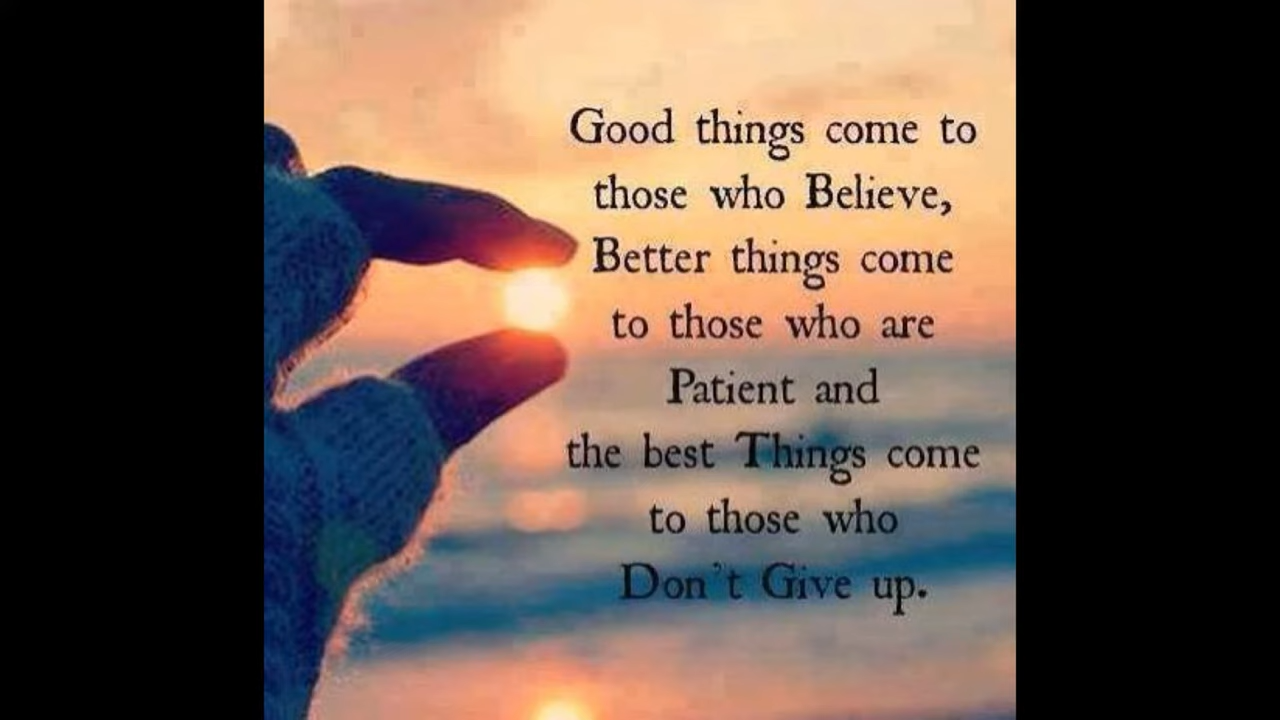 Good things come to
those who Believe,
Better things come
to those who are
Patient and
the best Things come
to those who
Don't Give up.